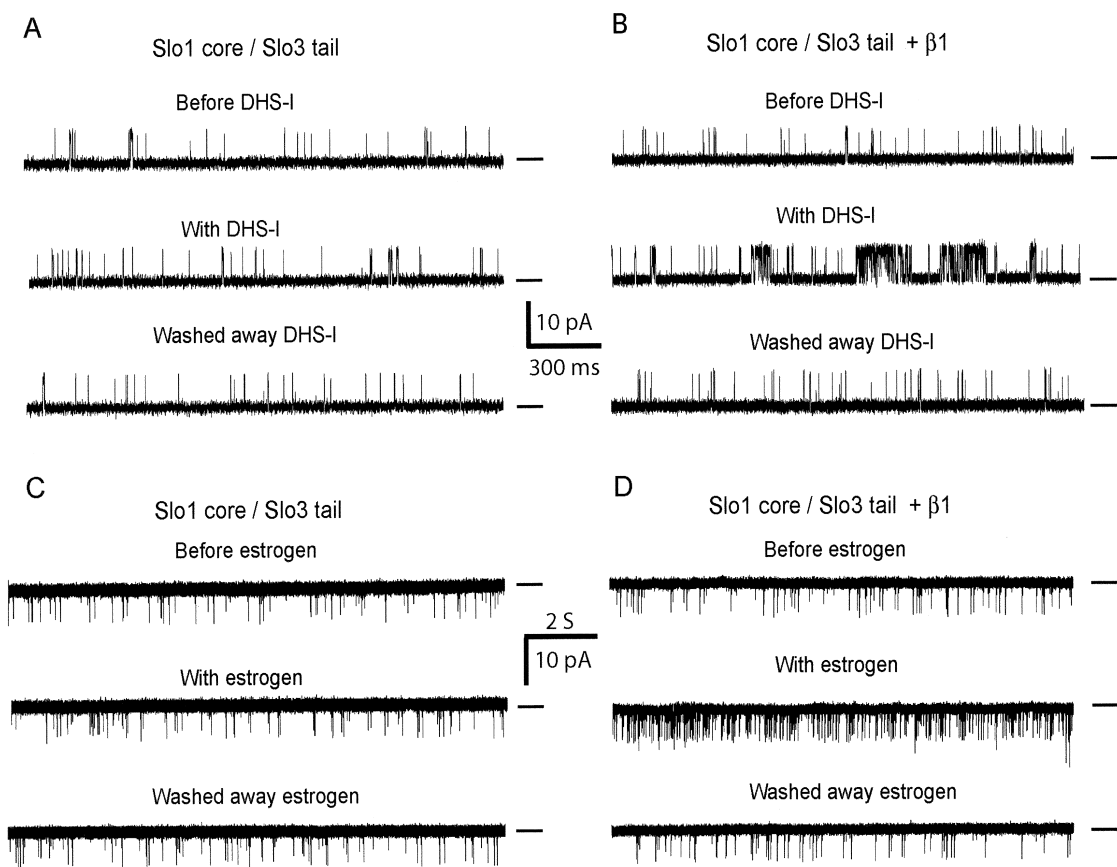 A
Slo1 core / Slo3 tail
Before DHS-I
With DHS-I
Washed away DHS-I
10 pA
300 ms
B
Slo1 core / Slo3 tail + β1
Before DHS-I
With DHS-I
Washed away DHS-I
C
Slo1 core / Slo3 tail
Before estrogen
With estrogen
Washed away estrogen
2 S
10 pA
D
Slo1 core / Slo3 tail + β1
Before estrogen
With estrogen
Washed away estrogen